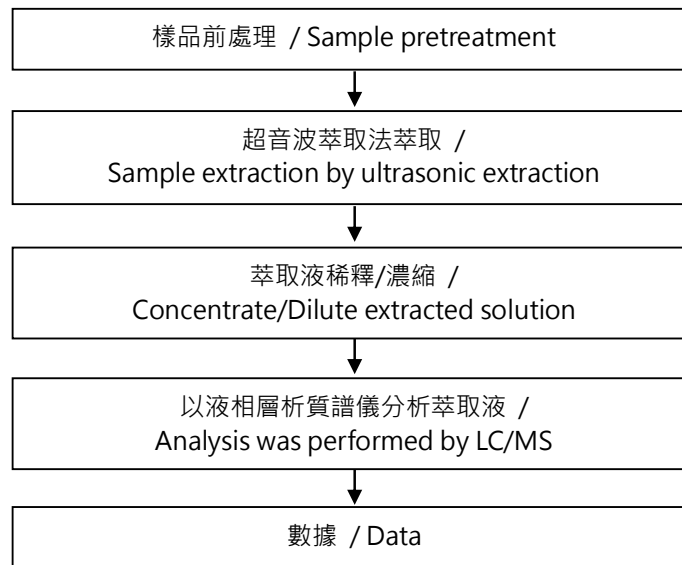 樣品前處理 / Sample pretreatment
超音波萃取法萃取 /
Sample extraction by ultrasonic extraction
萃取液稀釋/濃縮 /
Concentrate/Dilute extracted solution
以液相層析質譜儀分析萃取液 /
Analysis was performed by LC/MS
數據 / Data